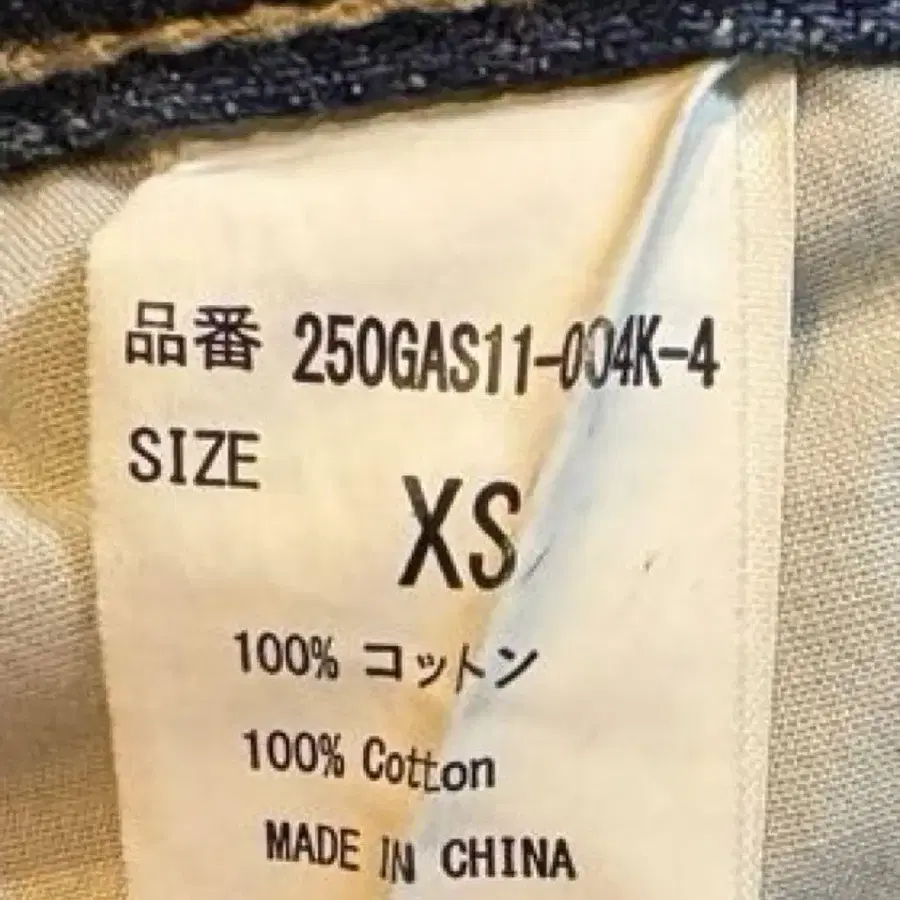 品番 250GAS11-004K-4
SIZE
XS
100% コットン
100% Cotton
MADE IN CHINA